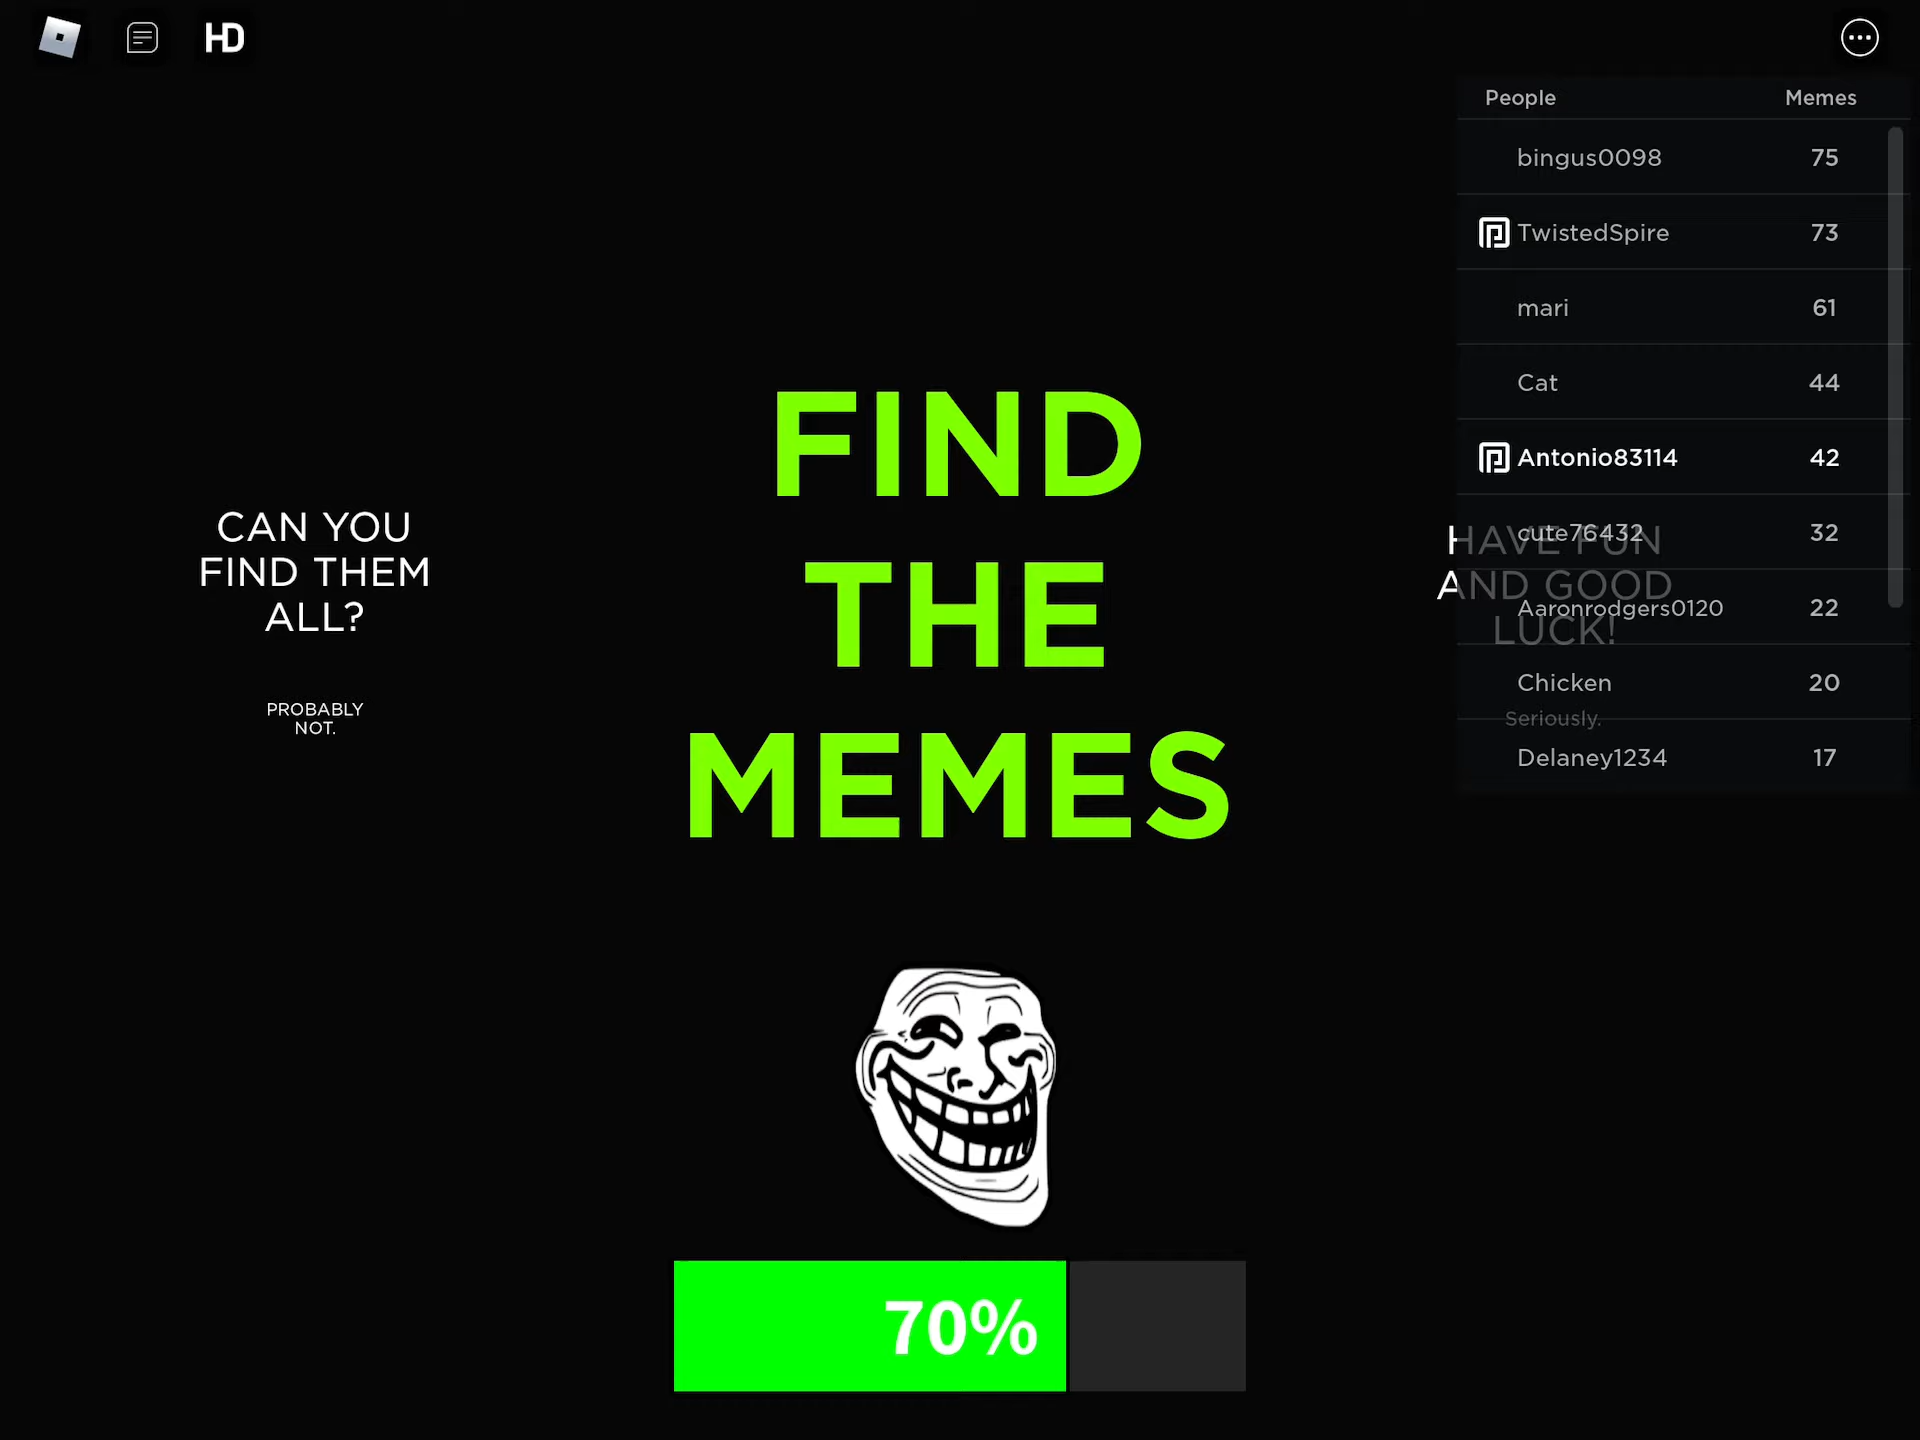 HD
People Memes
bingus0098 75
TwistedSpire 73
mari 61
Cat 44
Antonio83114 42
cute76432 32
Aaronrodgers0120 22
Chicken 20
Delaney1234 17
CAN YOU
FIND THEM
ALL?
PROBABLY
NOT.
FIND
THE
MEMES
HAVE FUN
AND GOOD
LUCK!
Seriously.
70%